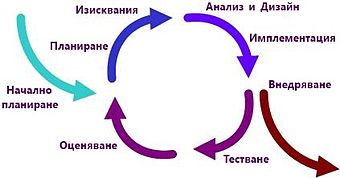 Изисквания
Анализ и Дизайн
Планиране
Имплементация
Начално
планиране
Внедряване
Оценяване
Тестване